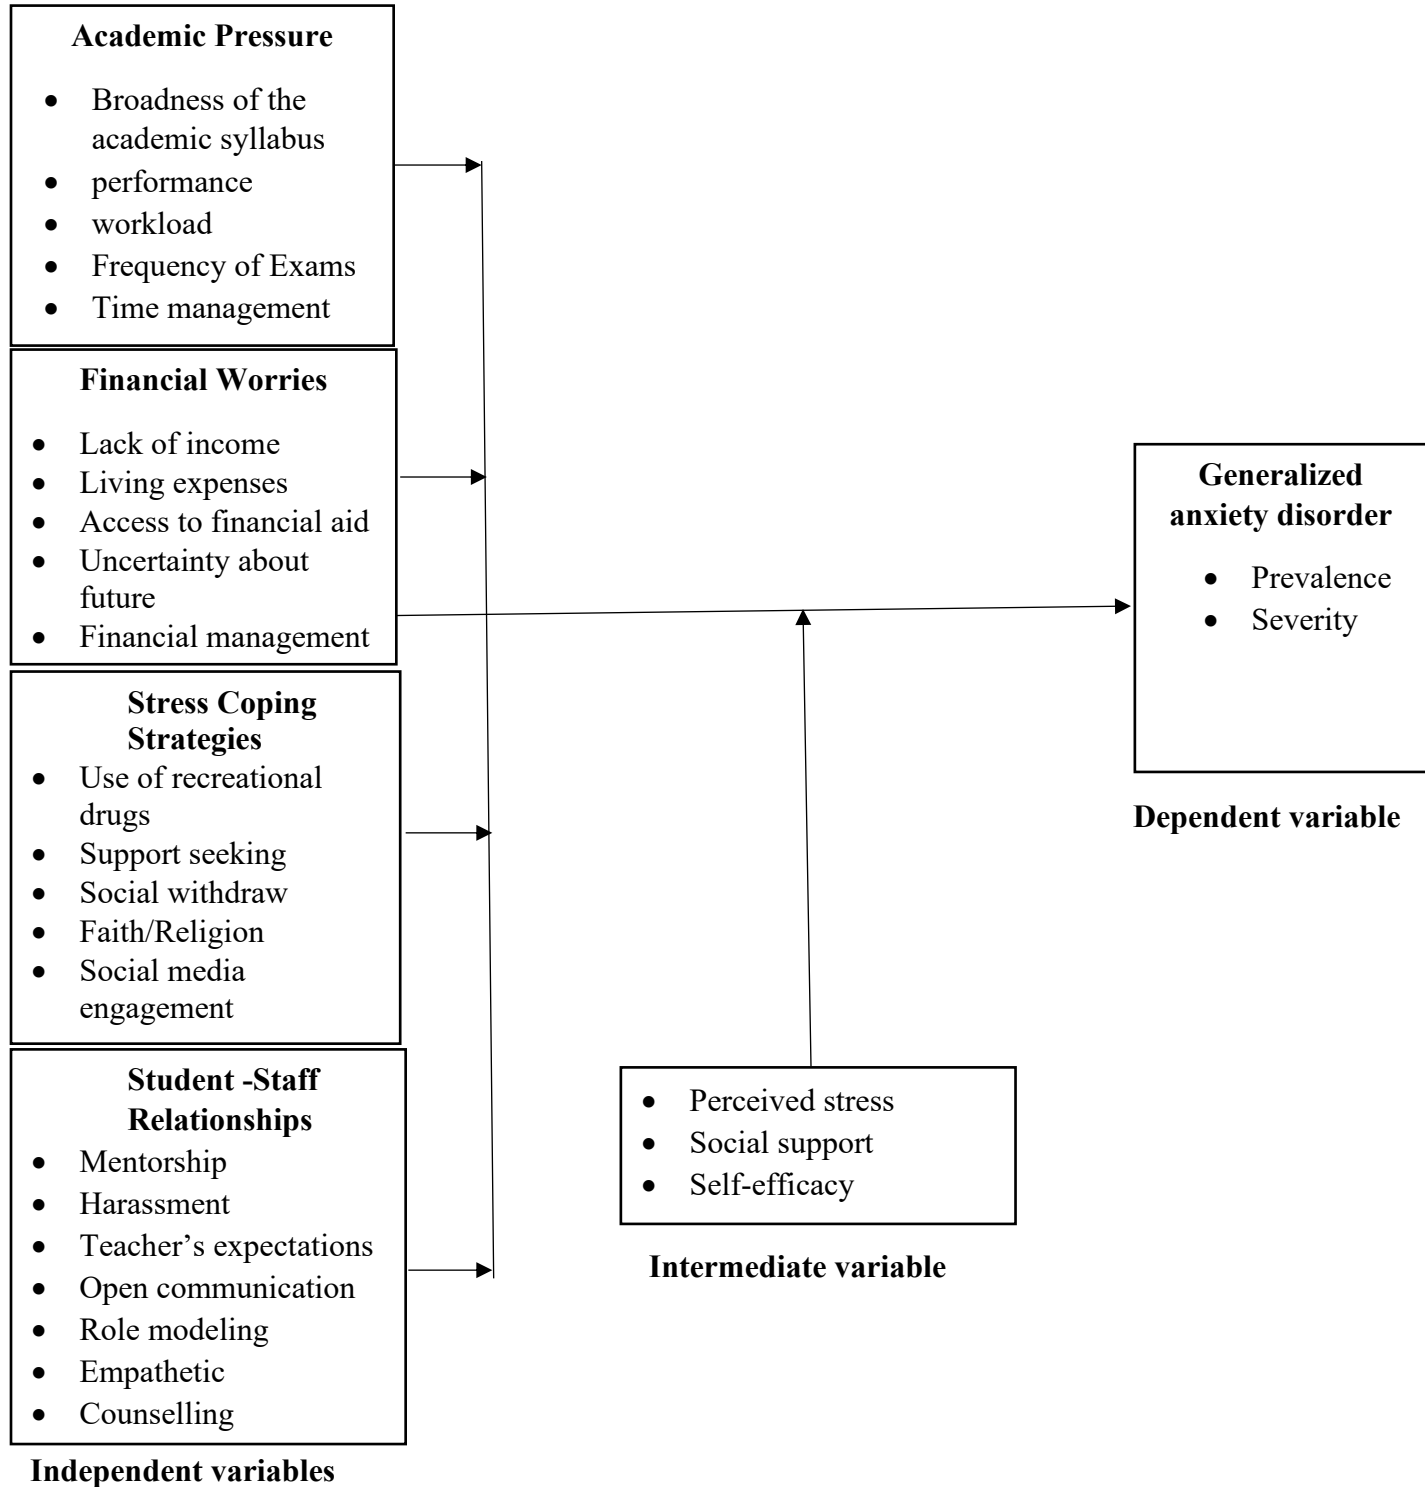 Academic Pressure
• Broadness of the
academic syllabus
• performance
• workload
• Frequency of Exams
• Time management
Financial Worries
• Lack of income
• Living expenses
• Access to financial aid
• Uncertainty about
future
• Financial management
Stress Coping
Strategies
• Use of recreational
drugs
• Support seeking
• Social withdraw
• Faith/Religion
• Social media
engagement
Student -Staff
Relationships
• Mentorship
• Harassment
• Teacher’s expectations
• Open communication
• Role modeling
• Empathetic
• Counselling
Independent variables
• Perceived stress
• Social support
• Self-efficacy
Intermediate variable
Generalized
anxiety disorder
• Prevalence
• Severity
Dependent variable